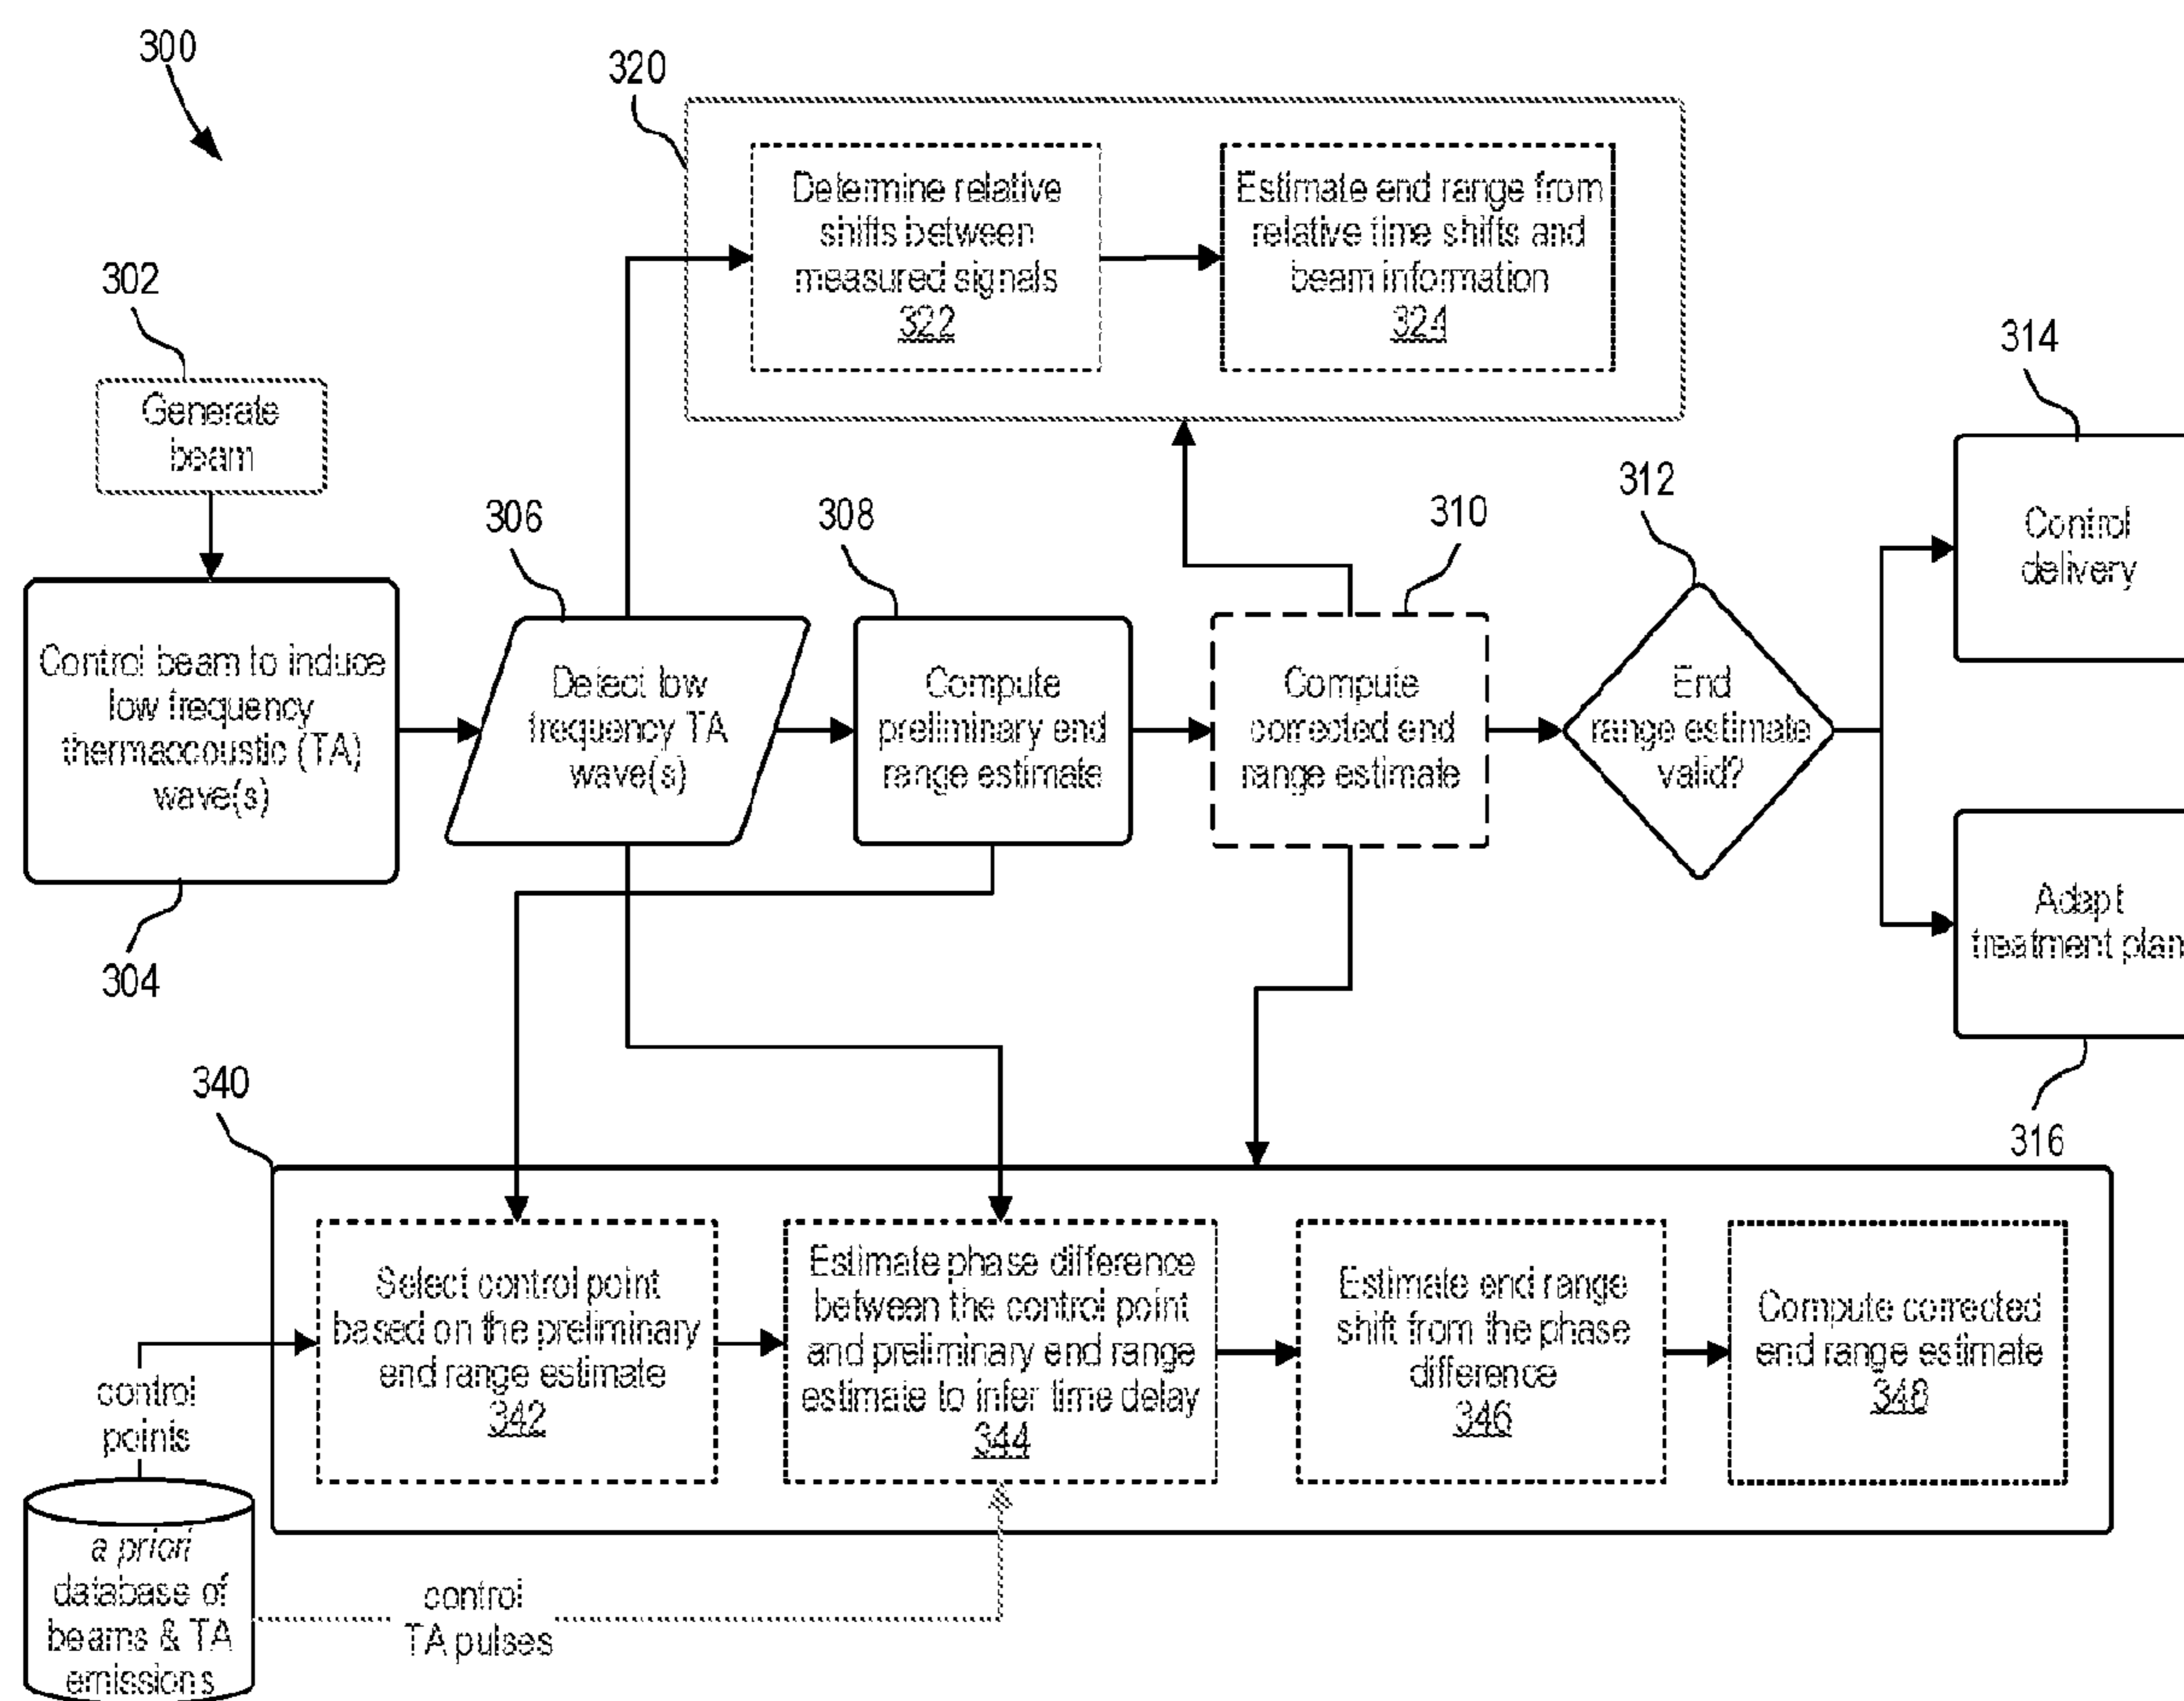 300
320
Determine relative
shifts between
measured signals
322
Estimate end range from
relative time shifts and
beam information
324
302
Generate
beam
314
Control
delivery
306
308
310
312
Control beam to induce
low frequency
thermaccoustic (TA)
wave(s)
304
Detect low
frequency TA
wave(s)
Compute
preliminary end
range estimate
Compute
corrected end
range estimate
End
range estimate
valid?
Adapt
treatment plan
316
340
Select control point
based on the preliminary
end range estimate
342
Estimate phase difference
between the control point
and preliminary end range
estimate to infer time delay
344
Estimate end range
shift from the phase
difference
346
Compute corrected
end range estimate
348
control
points
a priori
database of
beams & TA
emissions
control
TA pulses